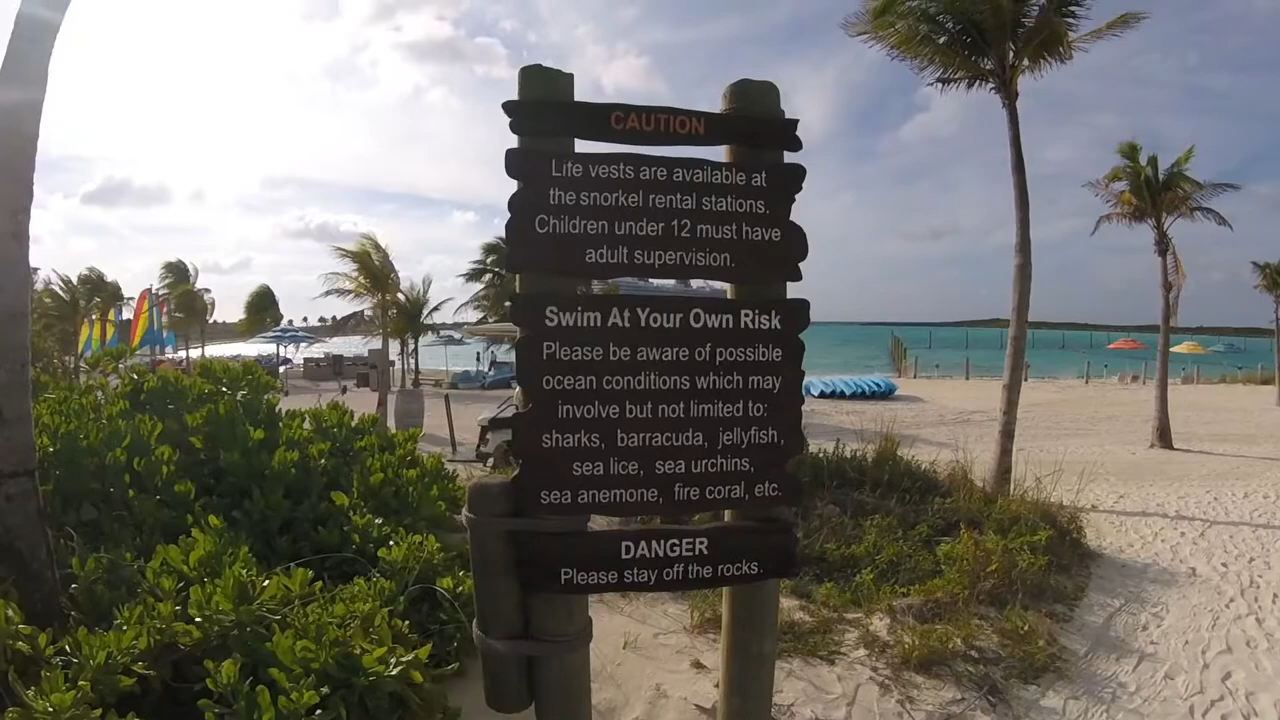 CAUTION
Life vests are available at
the snorkel rental stations.
Children under 12 must have
adult supervision.
Swim At Your Own Risk
Please be aware of possible
ocean conditions which may
involve but not limited to:
sharks, barracuda, jellyfish,
sea lice, sea urchins,
sea anemone, fire coral, etc.
DANGER
Please stay off the rocks.